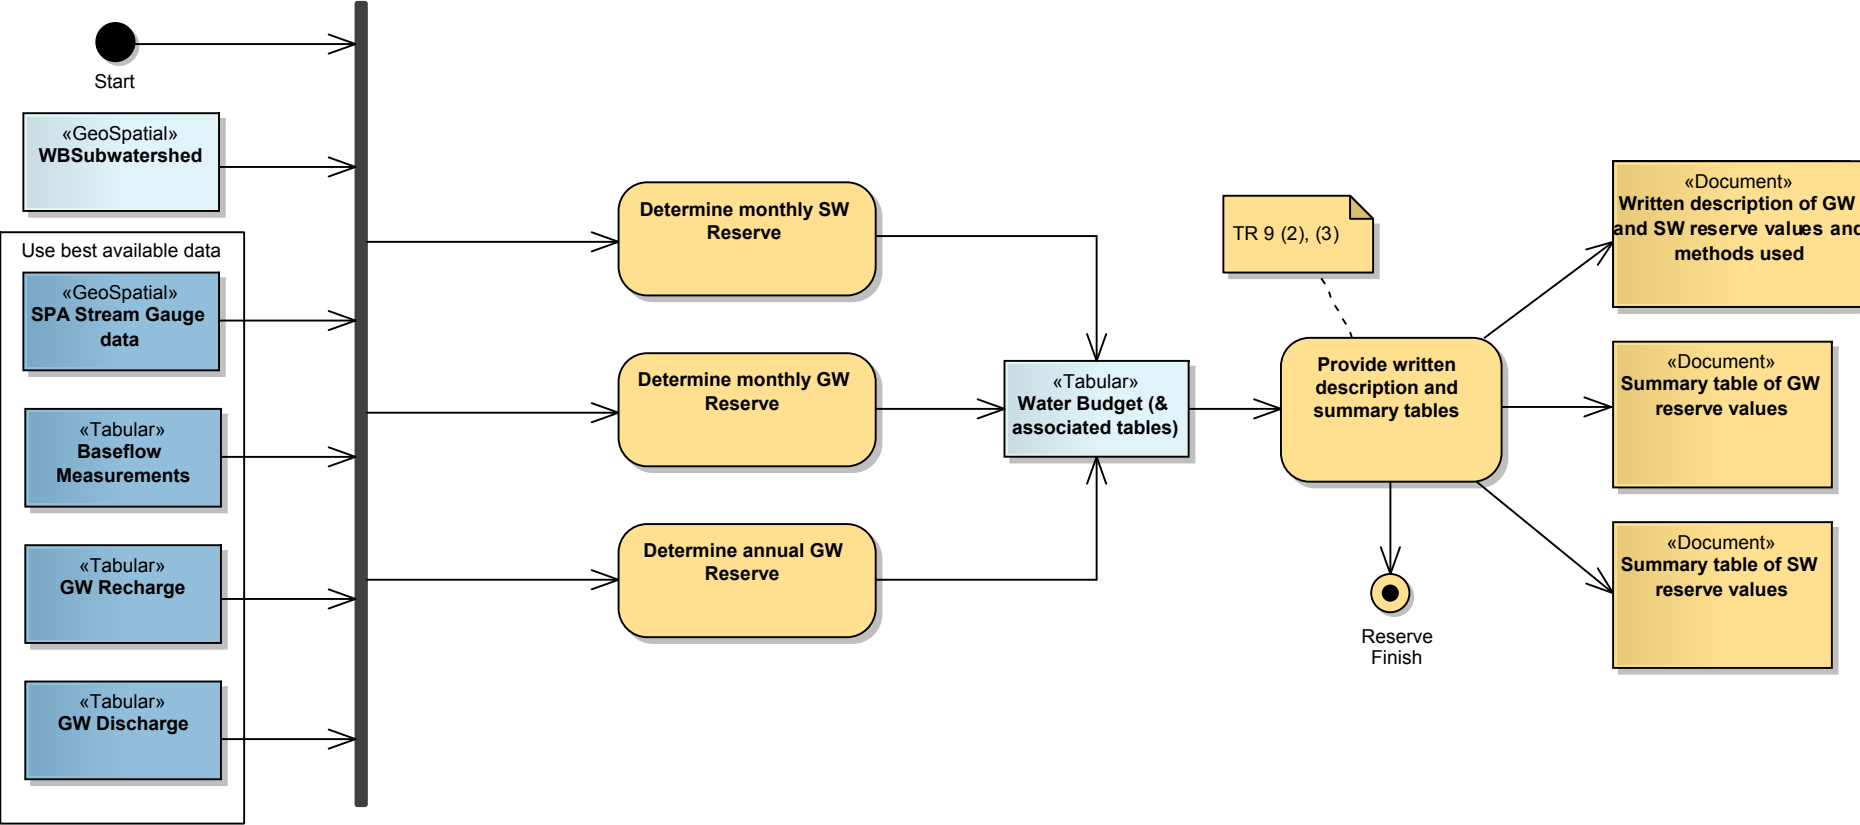 Start
«GeoSpatial»
WBSubwatershed
Use best available data
«GeoSpatial»
SPA Stream Gauge
data
«Tabular»
Baseflow
Measurements
«Tabular»
GW Recharge
«Tabular»
GW Discharge
Determine monthly SW
Reserve
Determine monthly GW
Reserve
Determine annual GW
Reserve
«Tabular»
Water Budget (&
associated tables)
TR 9 (2), (3)
Provide written
description and
summary tables
Reserve
Finish
«Document»
Written description of GW
and SW reserve values and
methods used
«Document»
Summary table of GW
reserve values
«Document»
Summary table of SW
reserve values